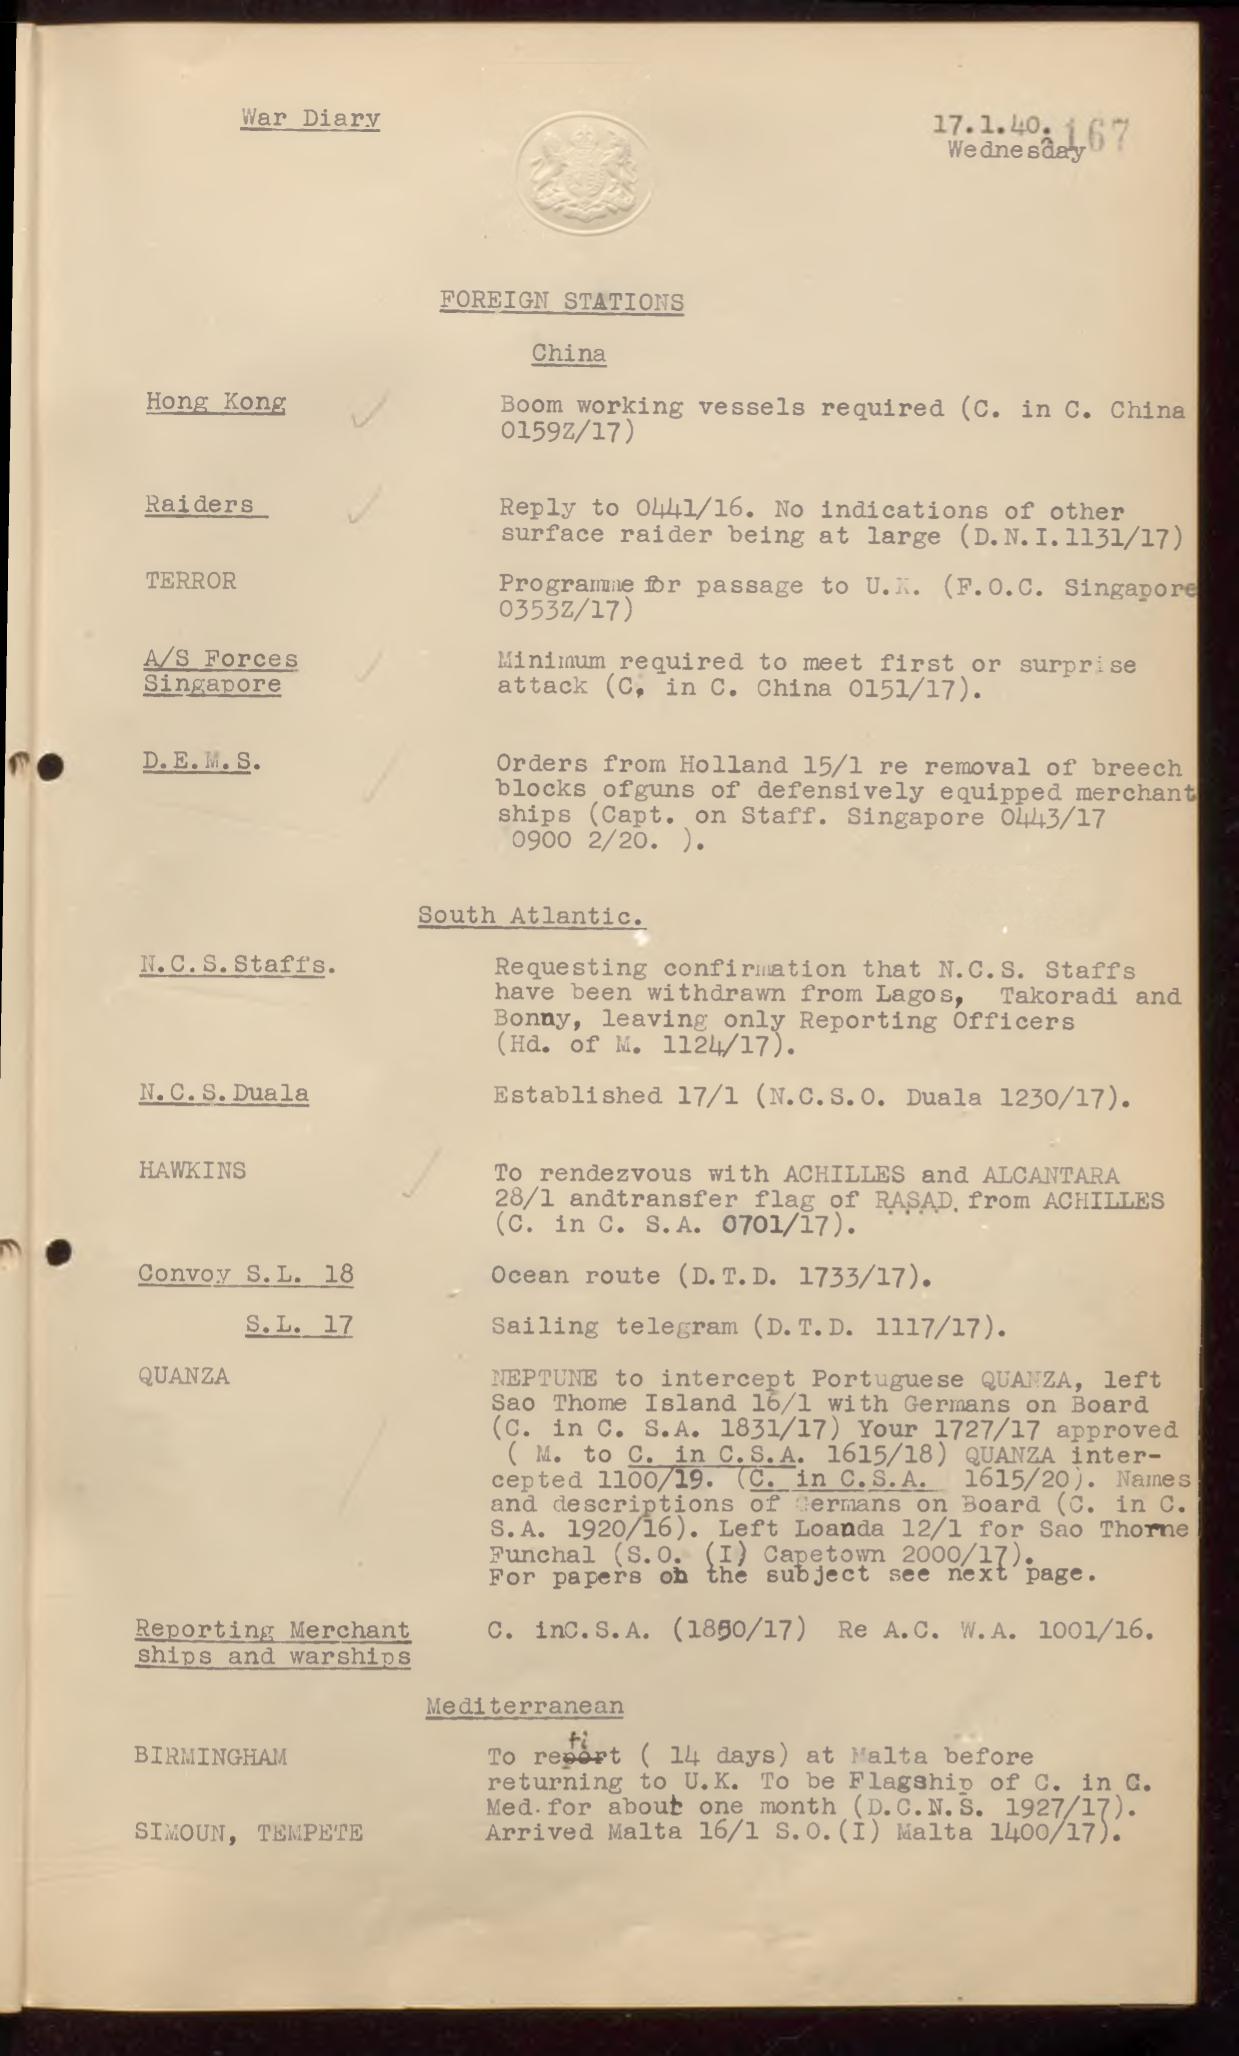 War Diary
17.1.40. 167
Wednesday
FOREIGN STATIONS
China
Hong Kong
Boom working vessels required (C. in C. China
0159Z/17)
Raiders
Reply to 0441/16. No indications of other
surface raider being at large (D.N.I.1131/17)
TERROR
Programme for passage to U.K. (F.O.C. Singapore
0353Z/17)
A/S Forces
Singapore
Minimum required to meet first or surprise
attack (C, in C. China 0151/17).
D.E.M.S.
Orders from Holland 15/1 re removal of breech
blocks ofguns of defensively equipped merchant
ships (Capt. on Staff. Singapore 0443/17
0900 2/20. ).
South Atlantic.
N.C.S.Staffs.
Requesting confirmation that N.C.S. Staffs
have been withdrawn from Lagos, Takoradi and
Bonny, leaving only Reporting Officers
(Hd. of M. 1124/17).
N.C.S.Duala
Established 17/1 (N.C.S.O. Duala 1230/17).
HAWKINS
To rendezvous with ACHILLES and ALCANTARA
28/1 andtransfer flag of RASAD. from ACHILLES
(C. in C. S.A. 0701/17).
Convoy S.L. 18
Ocean route (D.T.D. 1733/17).
S.L. 17
Sailing telegram (D.T.D. 1117/17).
QUANZA
NEPTUNE to intercept Portuguese QUANZA, left
Sao Thome Island 16/1 with Germans on Board
(C. in C. S.A. 1831/17) Your 1727/17 approved
( M. to C. in C.S.A. 1615/18) QUANZA inter-
cepted 1100/19. (C. in C.S.A. 1615/20). Names
and descriptions of Germans on Board (C. in C.
S.A. 1920/16). Left Loanda 12/1 for Sao Thome
Funchal (S.O. (I) Capetown 2000/17).
For papers on the subject see next page.
Reporting Merchant
ships and warships
C. inC.S.A. (1850/17) Re A.C. W.A. 1001/16.
Mediterranean
BIRMINGHAM
To refit ( 14 days) at Malta before
returning to U.K. To be Flagship of C. in C.
Med. for about one month (D.C.N.S. 1927/17).
SIMOUN, TEMPETE
Arrived Malta 16/1 S.O.(I) Malta 1400/17).